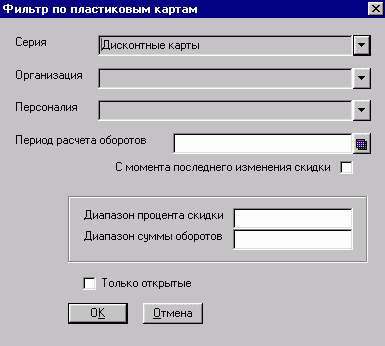 Фильтр по пластиковым картам
Серия
Дисконтные карты
Организация
Персоналия
Период расчета оборотов
С момента последнего изменения скидки
Диапазон процента скидки
Диапазон суммы оборотов
Только открытые
OK
Отмена